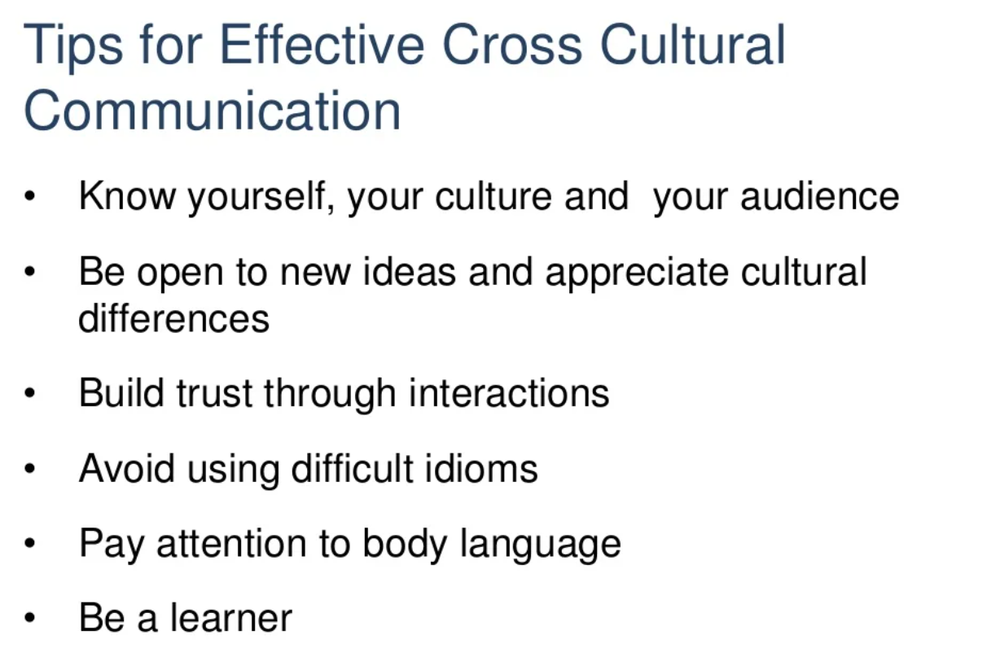 Tips for Effective Cross Cultural
Communication
• Know yourself, your culture and  your audience
• Be open to new ideas and appreciate cultural
differences
• Build trust through interactions
• Avoid using difficult idioms
• Pay attention to body language
• Be a learner